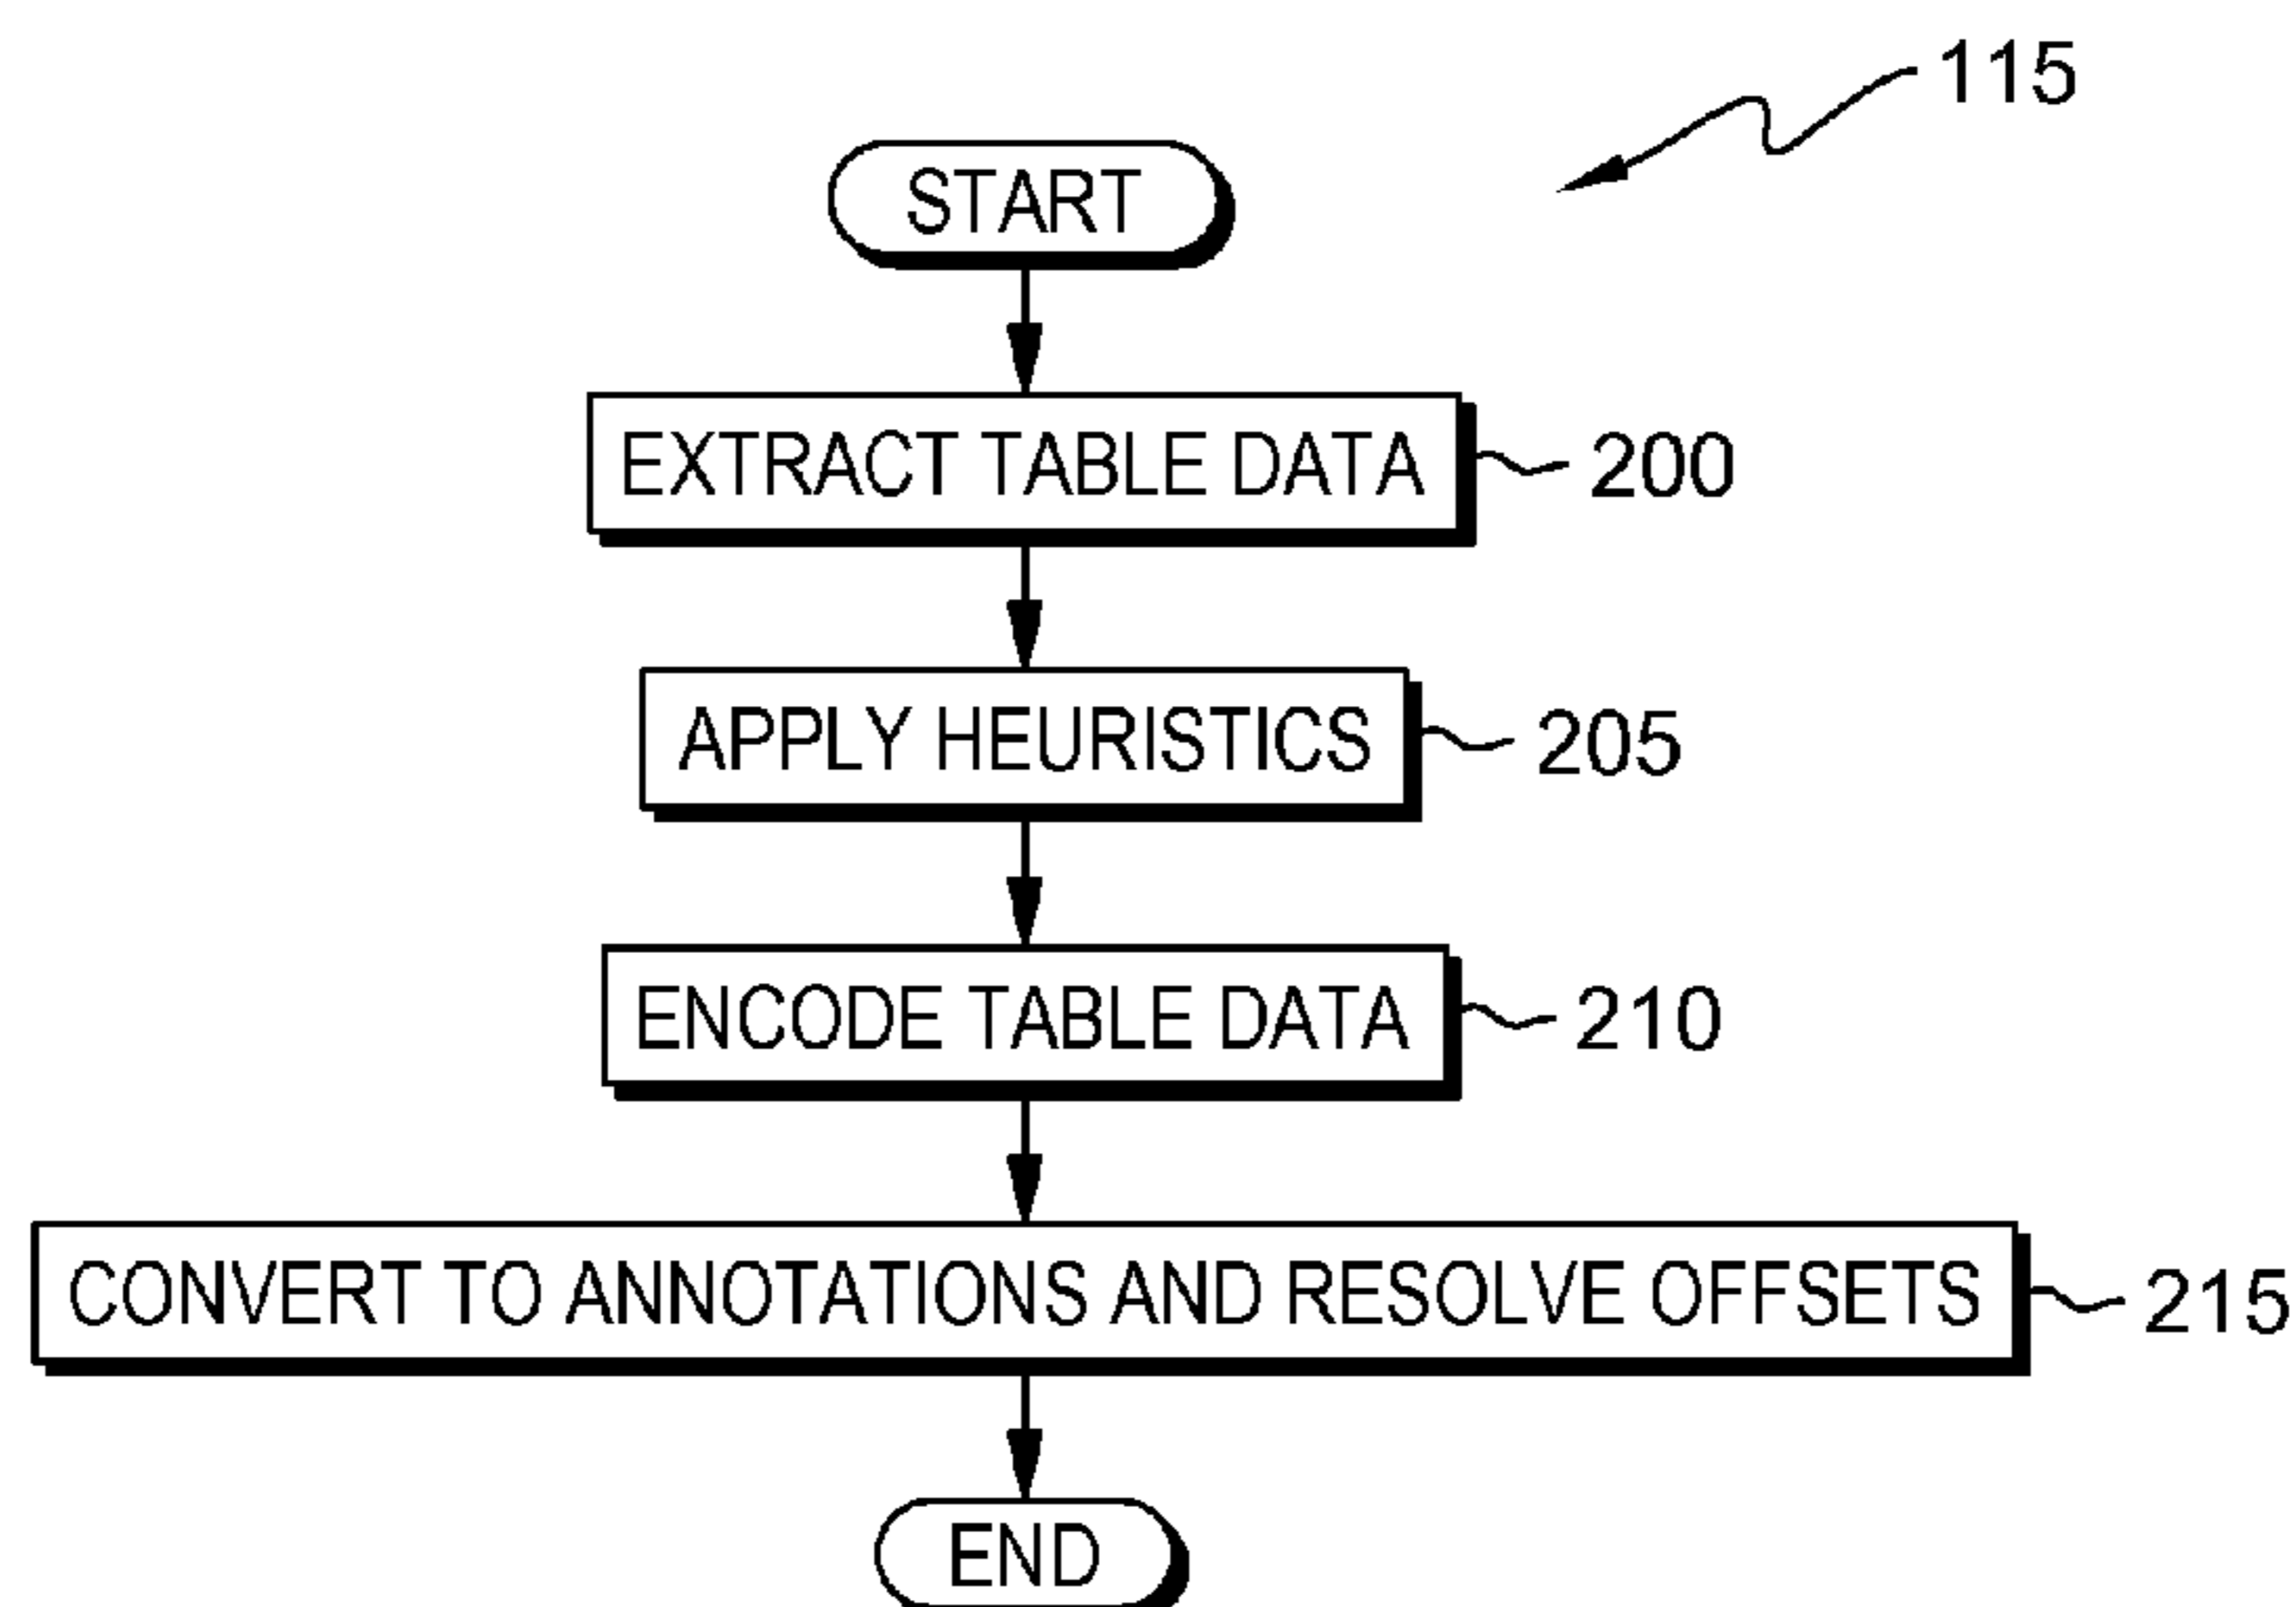 115
START
EXTRACT TABLE DATA 200
APPLY HEURISTICS 205
ENCODE TABLE DATA 210
CONVERT TO ANNOTATIONS AND RESOLVE OFFSETS 215
END